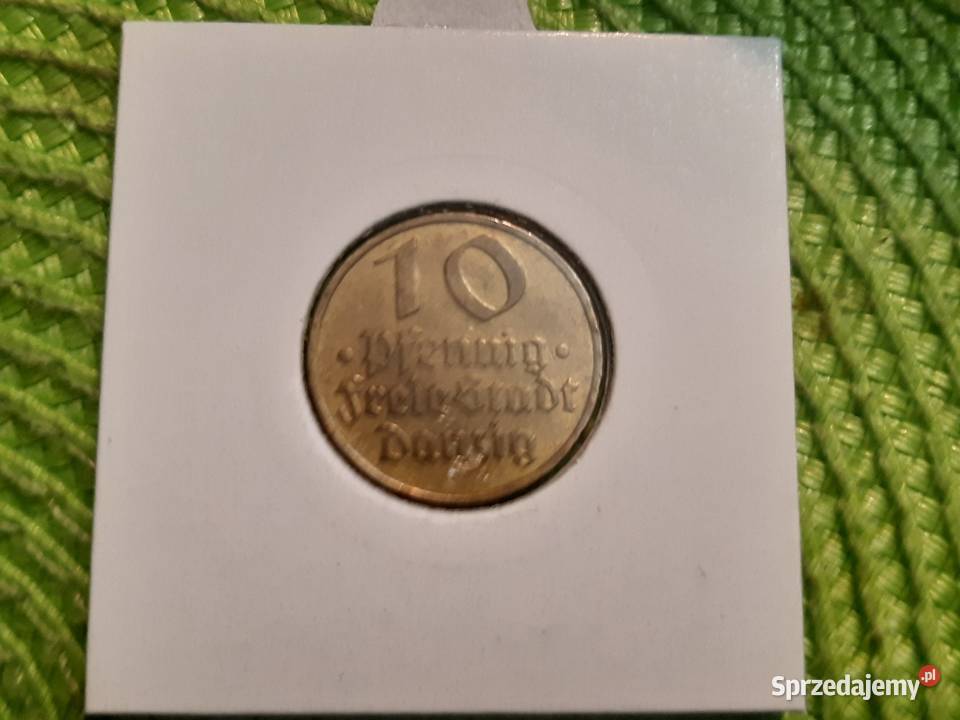 10
· Pfennig ·
Freie Stadt
Danzig
Sprzedajemy.pl